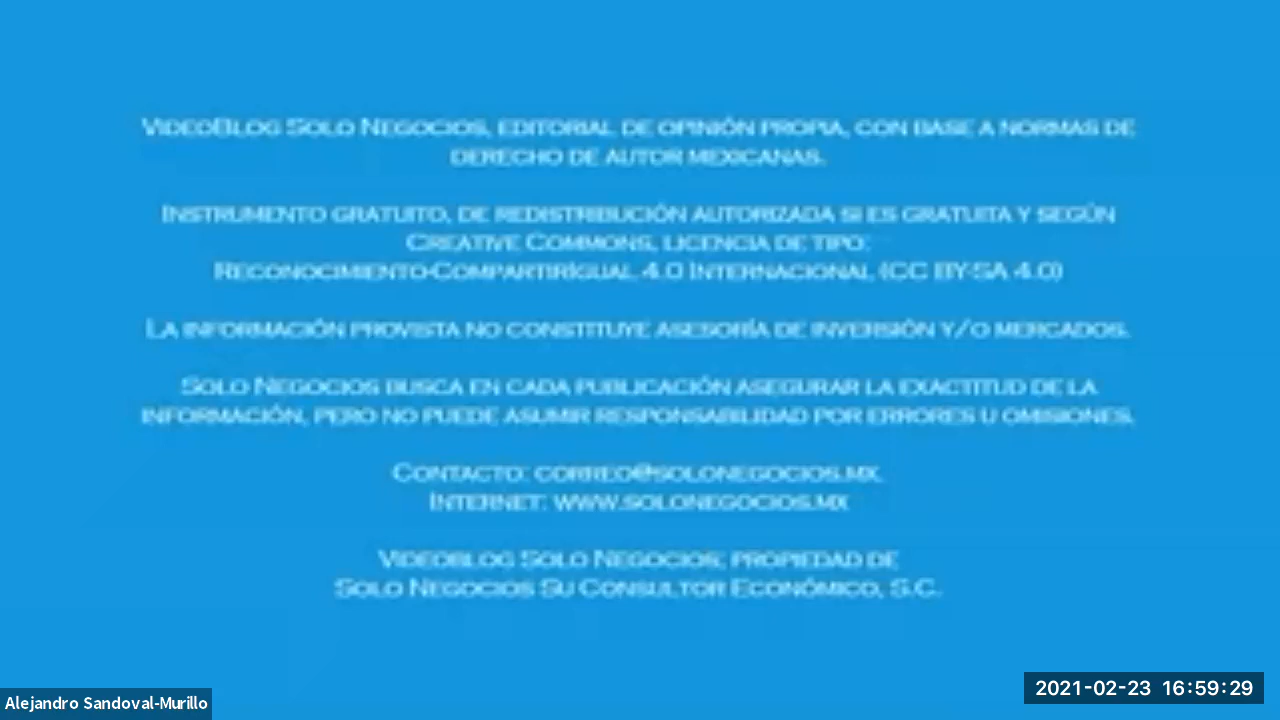 VideoBlog Solo Negocios, editorial de opinión propia, con base a normas de
derecho de autor mexicanas.
Instrumento gratuito, de redistribución autorizada si es gratuita y según
Creative Commons, licencia de tipo:
Reconocimiento-CompartirIgual 4.0 Internacional (CC BY-SA 4.0)
La información provista no constituye asesoría de inversión y/o mercados.
Solo Negocios busca en cada publicación asegurar la exactitud de la
información, pero no puede asumir responsabilidad por errores u omisiones.
Contacto: correo@solonegocios.mx
Internet: www.solonegocios.mx
Videoblog Solo Negocios; propiedad de
Solo Negocios Su Consultor Económico, S.C.
Alejandro Sandoval-Murillo
2021-02-23 16:59:29